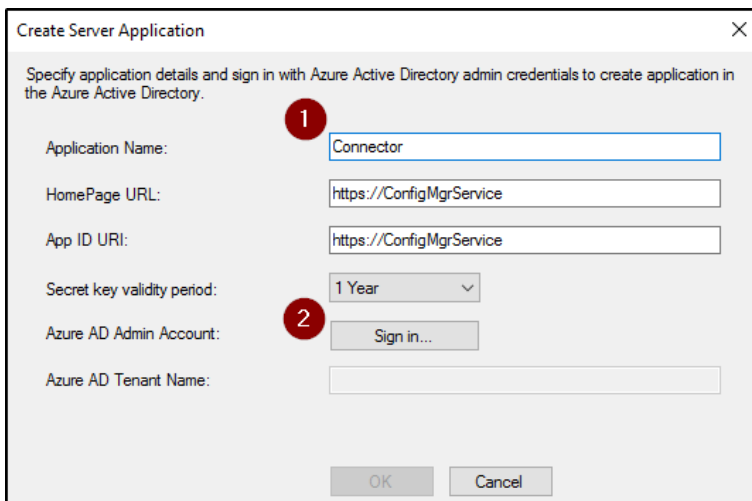 Create Server Application
Specify application details and sign in with Azure Active Directory admin credentials to create application in
the Azure Active Directory.
1
Application Name:
Connector
HomePage URL:
https://ConfigMgrService
App ID URI:
https://ConfigMgrService
Secret key validity period:
1 Year
2
Azure AD Admin Account:
Sign in...
Azure AD Tenant Name:
OK
Cancel